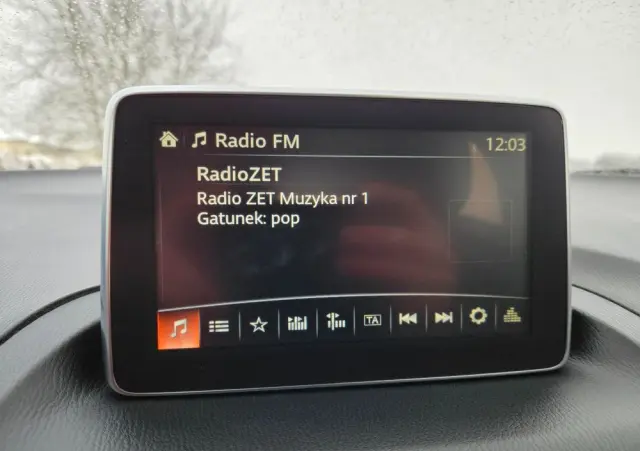 Radio FM 12:03
RadioZET
Radio ZET Muzyka nr 1
Gatunek: pop
TA